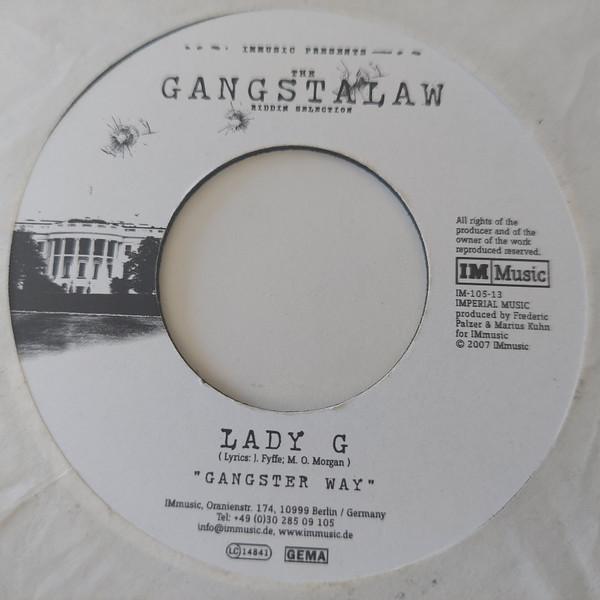 IMMUSIC PRESENTS
THE
GANGSTALAW
RIDDIM SELECTION
All rights of the
producer and of the
owner of the work
reproduced reserved.
IM Music
IM-105-13
IMPERIAL MUSIC
produced by Frederic
Palzer & Marius Kuhn
for IMmusic
© 2007 IMmusic
LADY G
( Lyrics: J. Fyffe; M. O. Morgan )
"GANGSTER WAY"
IMmusic, Oranienstr. 174, 10999 Berlin / Germany
Tel: +49 (0)30 285 09 105
info@immusic.de, www.immusic.de
LC 14841 GEMA